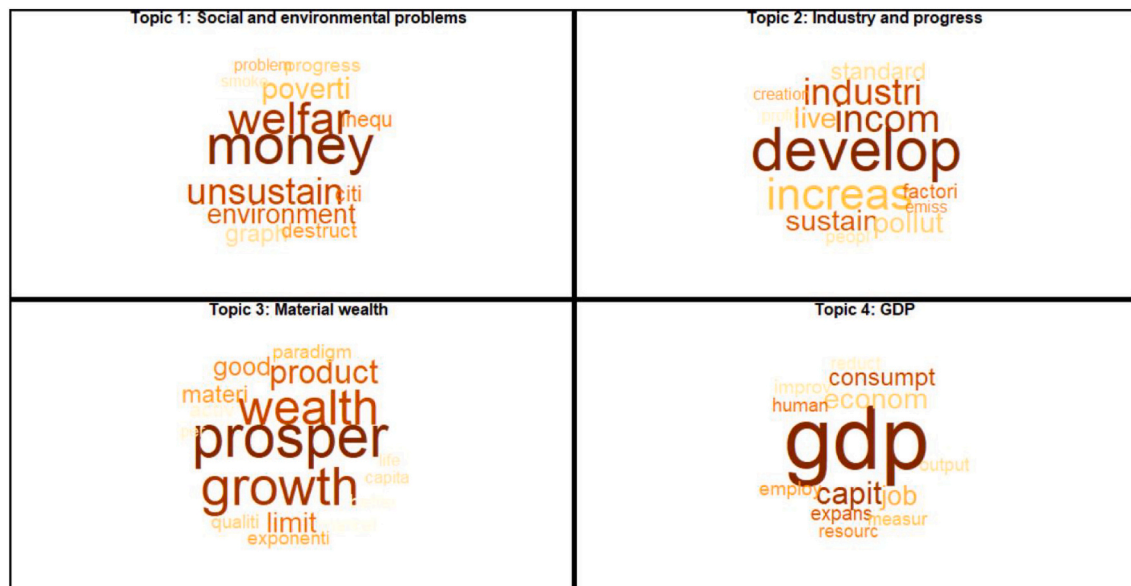 Topic 1: Social and environmental problems
problem progress
smoke
poverti
welfar inequ
money
unsustain citi
environment
graph destruct
Topic 2: Industry and progress
standard
creation industri
live incom
develop
increas factori
emiss
sustain pollut
peopl
Topic 3: Material wealth
paradigm
good product
materi wealth
prosper
life
growth capita
qualiti limit
exponenti
Topic 4: GDP
reduct
consumpt
improv econom
human
gdp
output
employ capit job
expans measur
resourc